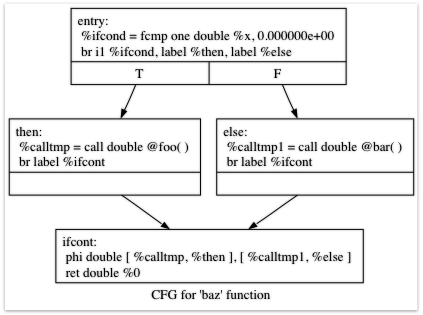 entry:
%ifcond = fcmp one double %x, 0.000000e+00
br i1 %ifcond, label %then, label %else
T
F
then:
%calltmp = call double @foo( )
br label %ifcont
else:
%calltmp1 = call double @bar( )
br label %ifcont
ifcont:
phi double [ %calltmp, %then ], [ %calltmp1, %else ]
ret double %0
CFG for 'baz' function